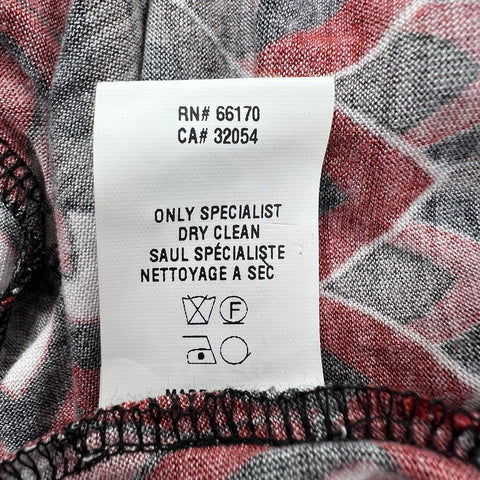 RN# 66170
CA# 32054
ONLY SPECIALIST
DRY CLEAN
SAUL SPÉCIALISTE
NETTOYAGE A SEC
F